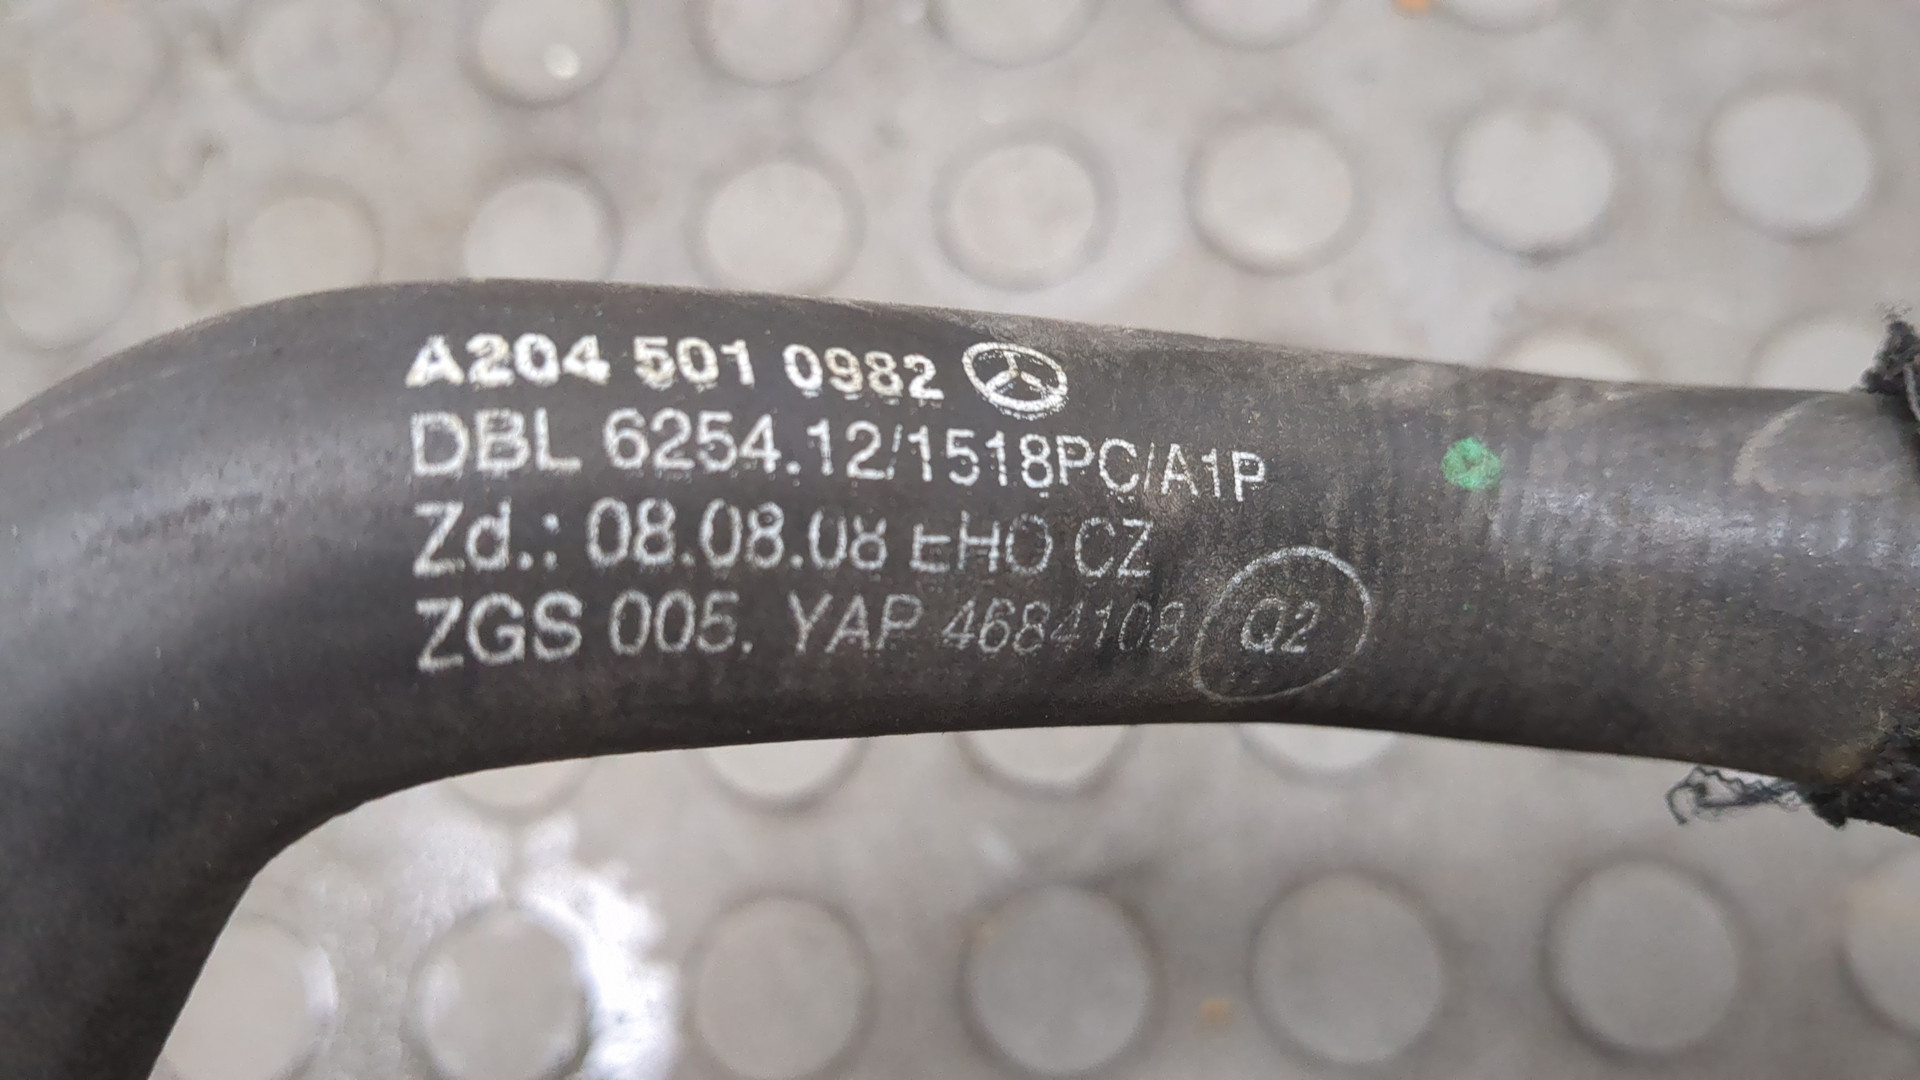 A204 501 0982
DBL 6254.12/1518PC/A1P
Zd.: 08.08.08 EHO CZ
ZGS 005. YAP 4684108 Q2